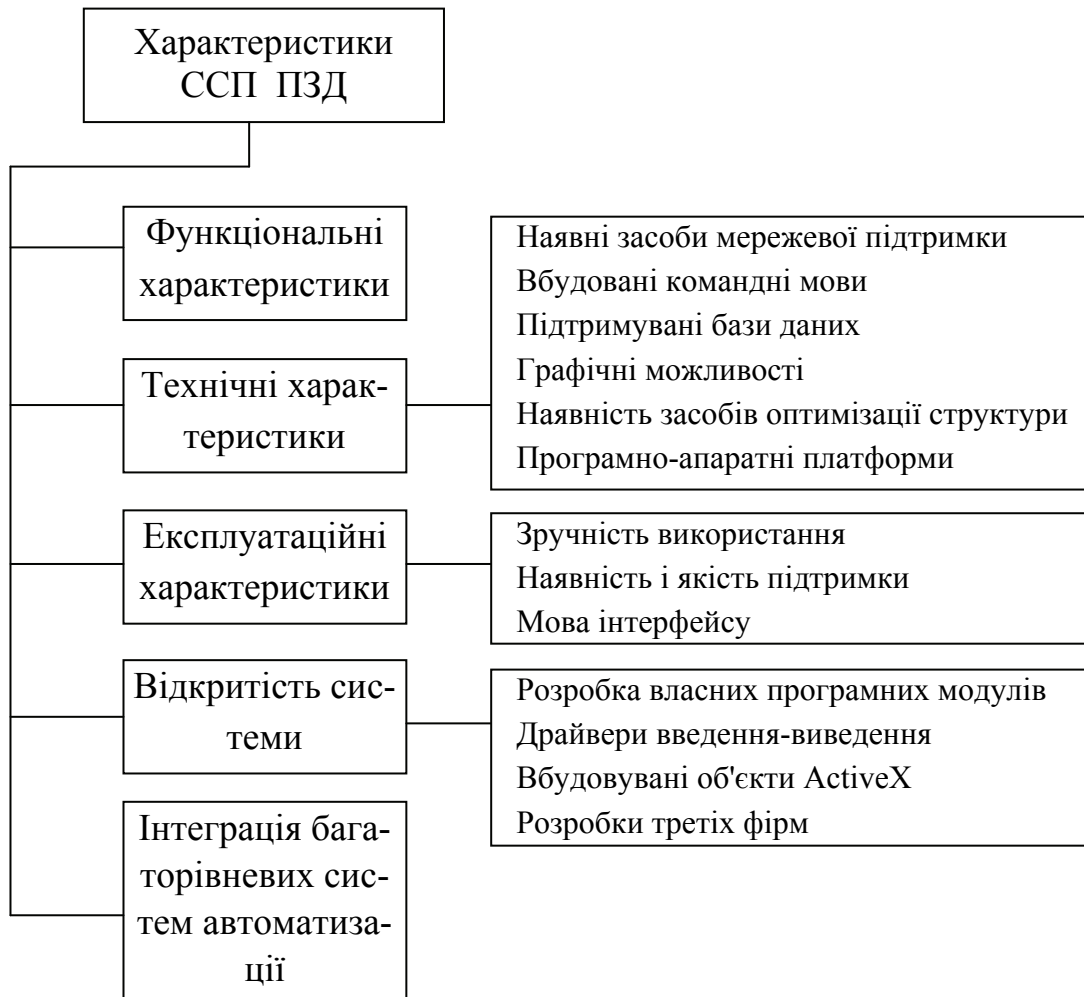 Характеристики
ССП ПЗД
Функціональні
характеристики
Наявні засоби мережевої підтримки
Вбудовані командні мови
Підтримувані бази даних
Графічні можливості
Наявність засобів оптимізації структури
Програмно-апаратні платформи
Технічні харак-
теристики
Експлуатаційні
характеристики
Зручність використання
Наявність і якість підтримки
Мова інтерфейсу
Відкритість сис-
теми
Розробка власних програмних модулів
Драйвери введення-виведення
Вбудовувані об'єкти ActiveX
Розробки третіх фірм
Інтеграція бага-
торівневих сис-
тем автоматиза-
ції